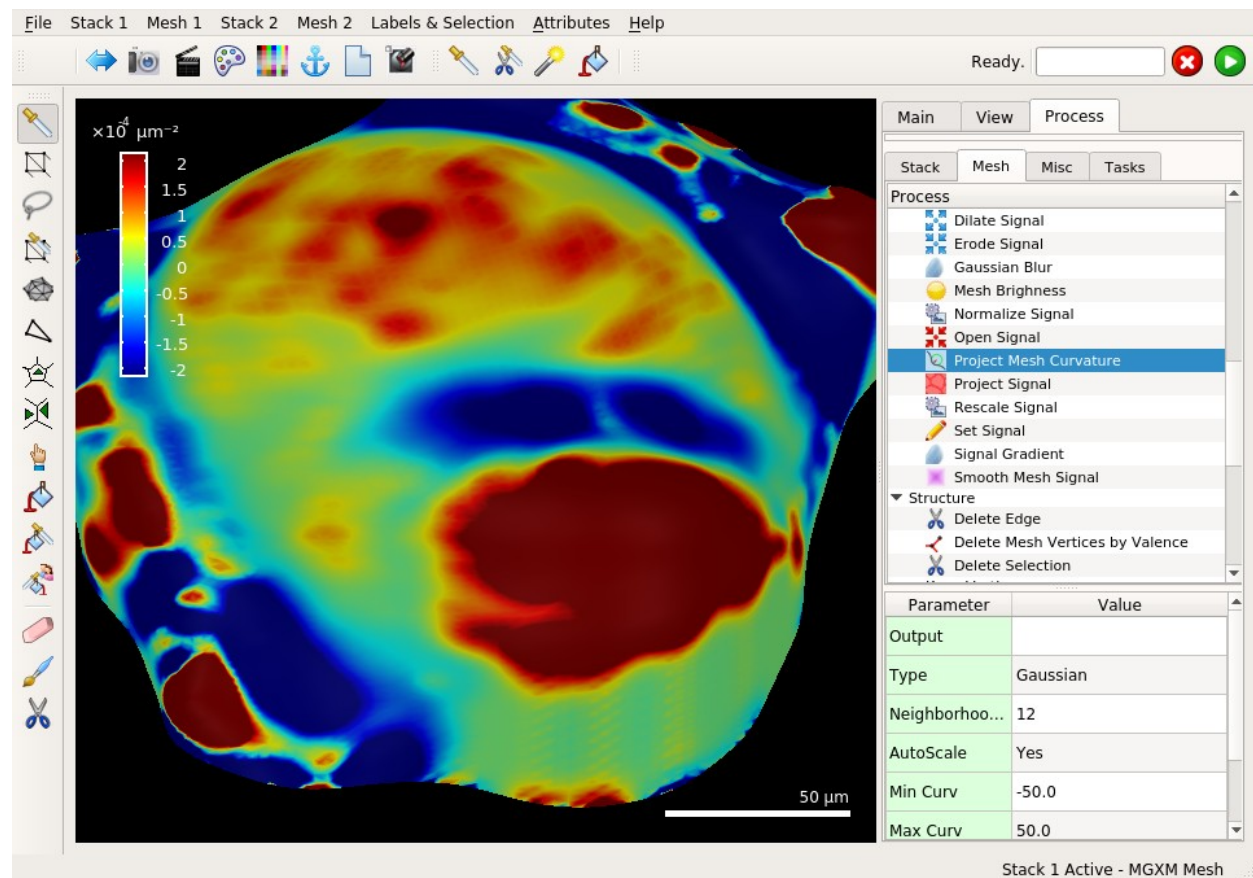 File Stack 1 Mesh 1 Stack 2 Mesh 2 Labels & Selection Attributes Help
Ready.
×10⁻⁴ µm⁻²
2
1.5
1
0.5
0
-0.5
-1
-1.5
-2
50 µm
Main View Process
Stack Mesh Misc Tasks
Process
Dilate Signal
Erode Signal
Gaussian Blur
Mesh Brighness
Normalize Signal
Open Signal
Project Mesh Curvature
Project Signal
Rescale Signal
Set Signal
Signal Gradient
Smooth Mesh Signal
Structure
Delete Edge
Delete Mesh Vertices by Valence
Delete Selection
Parameter Value
Output
Type Gaussian
Neighborhoo... 12
AutoScale Yes
Min Curv -50.0
Max Curv 50.0
Stack 1 Active - MGXM Mesh